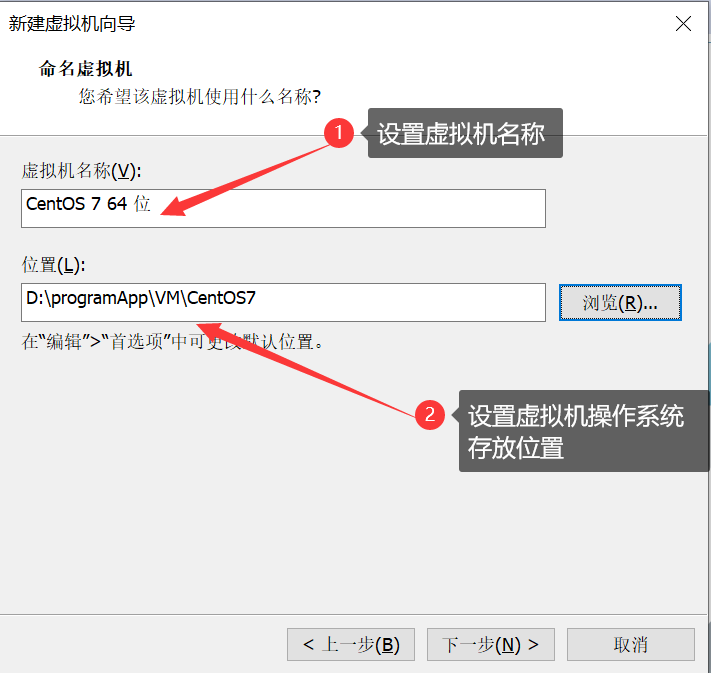 新建虚拟机向导
命名虚拟机
您希望该虚拟机使用什么名称?
1 设置虚拟机名称
虚拟机名称(V):
CentOS 7 64 位
位置(L):
D:\programApp\VM\CentOS7
浏览(R)...
在“编辑”>“首选项”中可更改默认位置。
2 设置虚拟机操作系统
存放位置
< 上一步(B)
下一步(N) >
取消